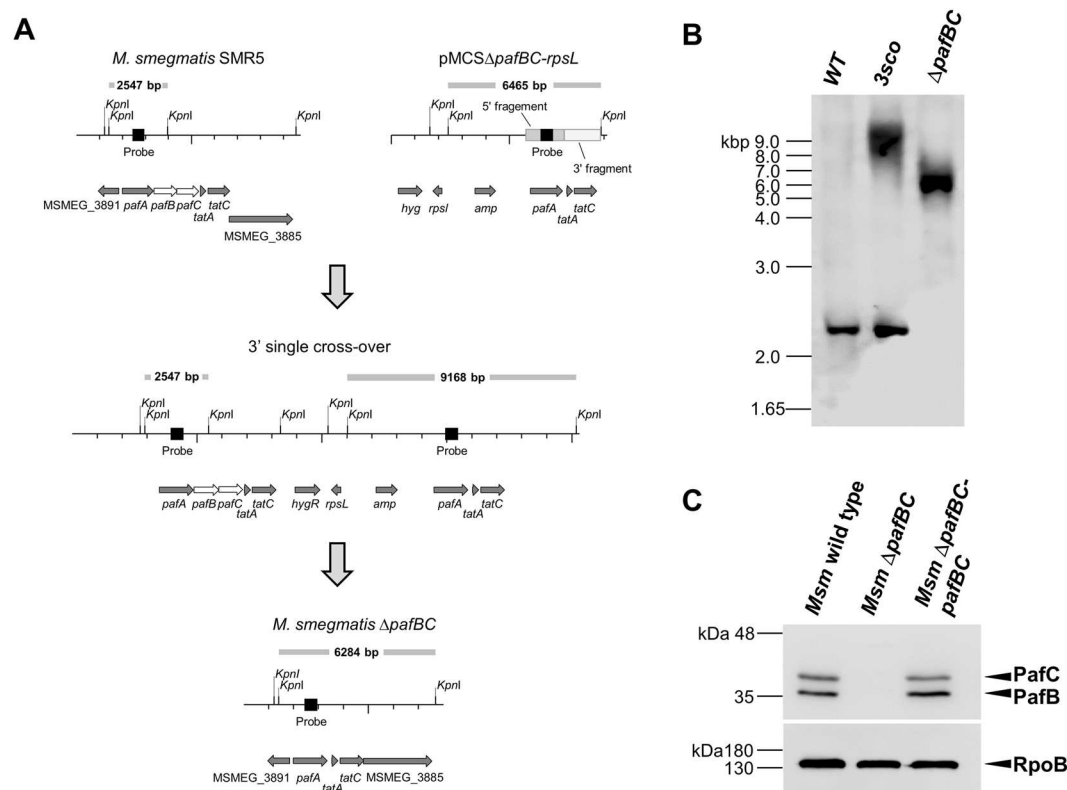 A
M. smegmatis SMR5
2547 bp
KpnI
KpnI
KpnI
KpnI
Probe
MSMEG_3891
pafA
pafB
pafC
tatA
tatC
MSMEG_3885
pMCSΔpafBC-rpsL
6465 bp
KpnI
KpnI
KpnI
5' fragement
Probe
3' fragment
hyg
rpsl
amp
pafA
tatA
tatC
3' single cross-over
2547 bp
9168 bp
KpnI
KpnI
KpnI
KpnI
KpnI
KpnI
KpnI
Probe
Probe
pafA
pafB
pafC
tatA
tatC
hygR
rpsL
amp
pafA
tatA
tatC
M. smegmatis ΔpafBC
6284 bp
KpnI
KpnI
KpnI
Probe
MSMEG_3891
pafA
tatA
tatC
MSMEG_3885
B
WT
3sco
ΔpafBC
kbp 9.0
8.0
7.0
6.0
5.0
4.0
3.0
2.0
1.65
C
Msm wild type
Msm ΔpafBC
Msm ΔpafBC-
pafBC
kDa 48
35
PafC
PafB
kDa180
130
RpoB